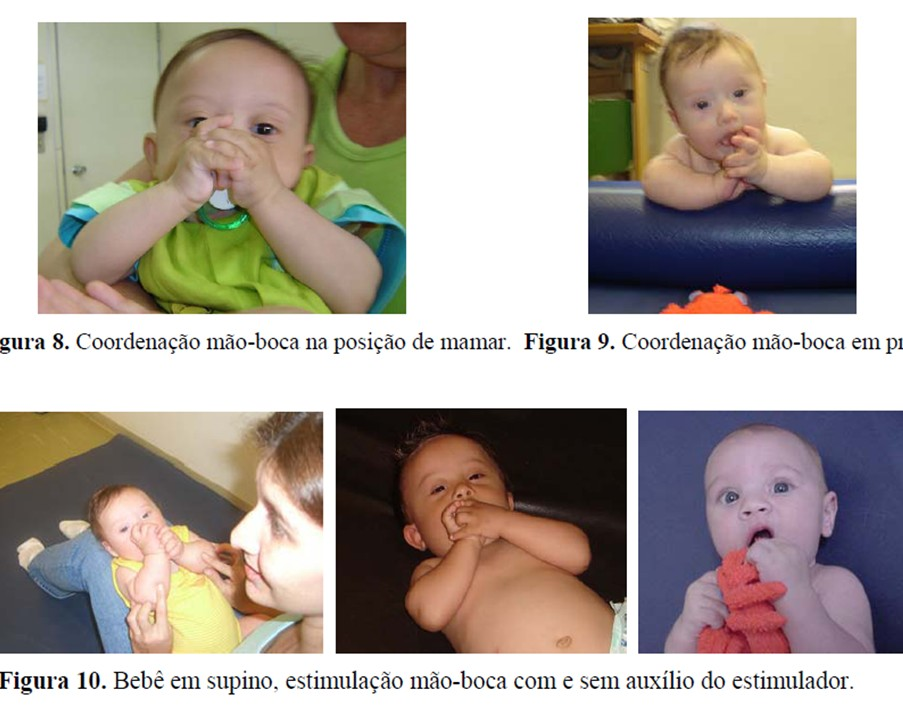 gura 8. Coordenação mão-boca na posição de mamar. Figura 9. Coordenação mão-boca em pr
Figura 10. Bebê em supino, estimulação mão-boca com e sem auxílio do estimulador.